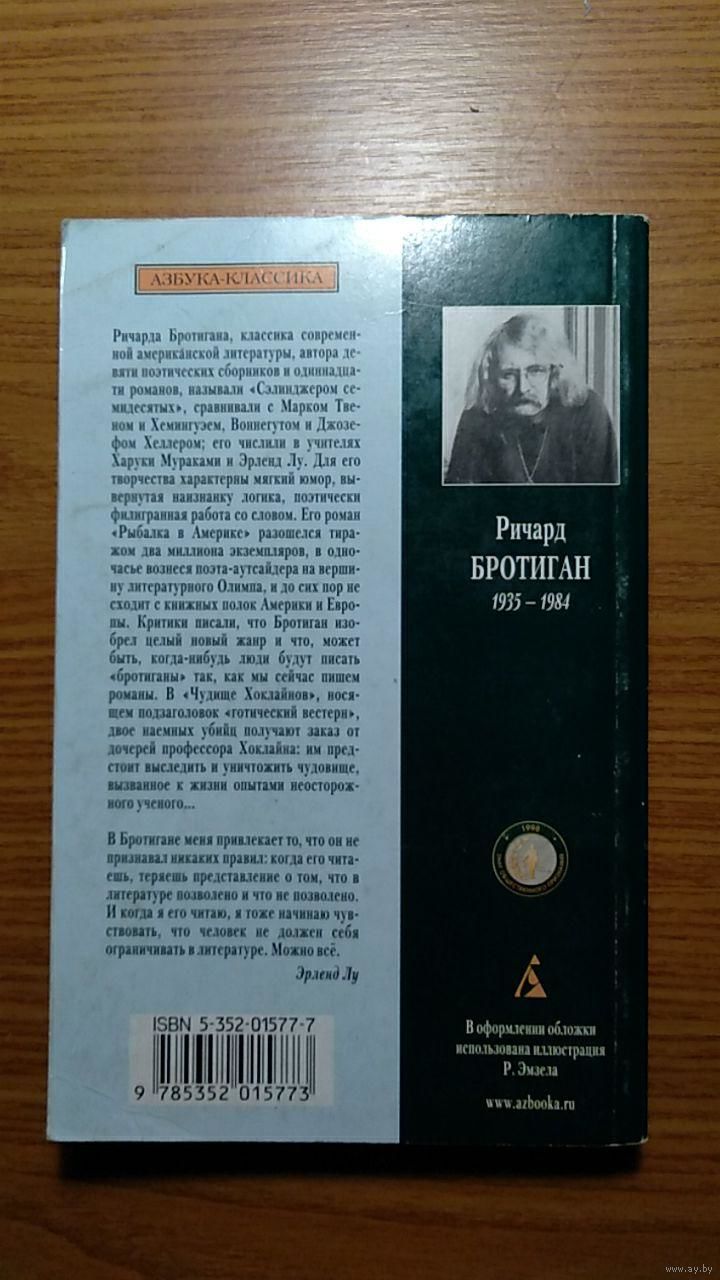 АЗБУКА-КЛАССИКА
Ричарда Бротигана, классика современ-
ной америкáнской литературы, автора де-
вяти поэтических сборников и одиннадца-
ти романов, называли «Сэлинджером се-
мидесятых», сравнивали с Марком Тве-
ном и Хемингуэем, Воннегутом и Джозе-
фом Хеллером; его числили в учителях
Харуки Мураками и Эрленд Лу. Для его
творчества характерны мягкий юмор, вы-
вернутая наизнанку логика, поэтически
филигранная работа со словом. Его роман
«Рыбалка в Америке» разошелся тира-
жом два миллиона экземпляров, в одно-
часье вознеся поэта-аутсайдера на верши-
ну литературного Олимпа, и до сих пор не
сходит с книжных полок Америки и Евро-
пы. Критики писали, что Бротиган изо-
брел целый новый жанр и что, может
быть, когда-нибудь люди будут писать
«бротиганы» так, как мы сейчас пишем
романы. В «Чудище Хоклайнов», нося-
щем подзаголовок «готический вестерн»,
двое наемных убийц получают заказ от
дочерей профессора Хоклайна: им пред-
стоит выследить и уничтожить чудовище,
вызванное к жизни опытами неосторож-
ного ученого...
В Бротигане меня привлекает то, что он не
признавал никаких правил: когда его чита-
ешь, теряешь представление о том, что в
литературе позволено и что не позволено.
И когда я его читаю, я тоже начинаю чув-
ствовать, что человек не должен себя
ограничивать в литературе. Можно всё.
Эрленд Лу
ISBN 5-352-01577-7
9 785352 015773
Ричард
БРОТИГАН
1935 – 1984
1998
ЗНАК ОБЩЕСТВЕННОГО ПРИЗНАНИЯ
В оформлении обложки
использована иллюстрация
Р. Эмзела
www.azbooka.ru
www.ay.by